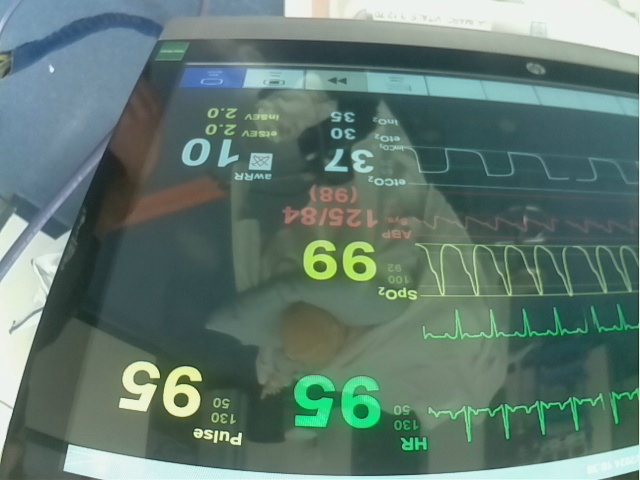 HR
130
50
95
Pulse
130
50
95
SpO₂
100
92
99
ABP
125/84
(98)
etCO₂
37
awRR
10
etO₂
30
etSEV 2.0
inO₂
35
inSEV 2.0
hp